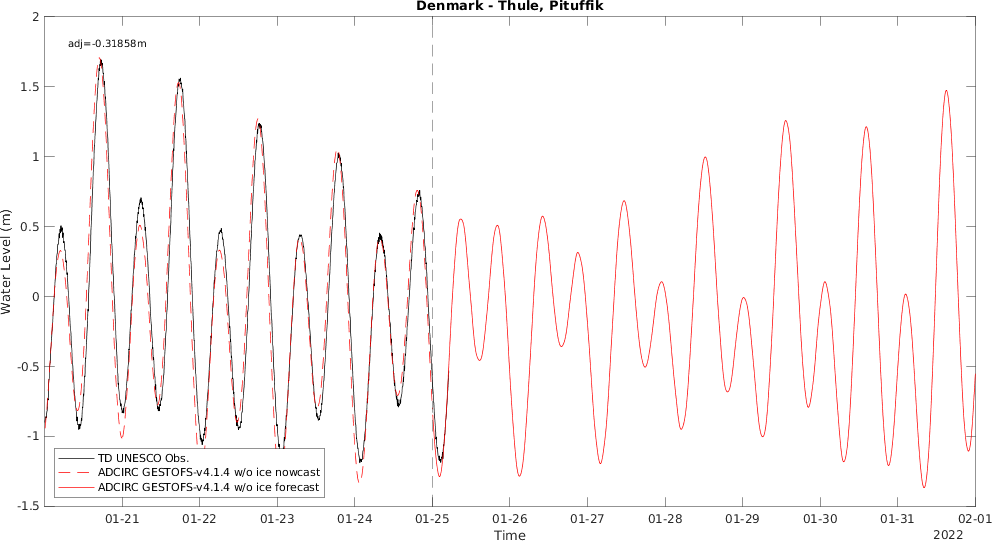 Denmark - Thule, Pituffik
adj=-0.31858m
2
1.5
1
0.5
0
-0.5
-1
-1.5
Water Level (m)
TD UNESCO Obs.
ADCIRC GESTOFS-v4.1.4 w/o ice nowcast
ADCIRC GESTOFS-v4.1.4 w/o ice forecast
01-21 01-22 01-23 01-24 01-25 01-26 01-27 01-28 01-29 01-30 01-31 02-01
Time
2022